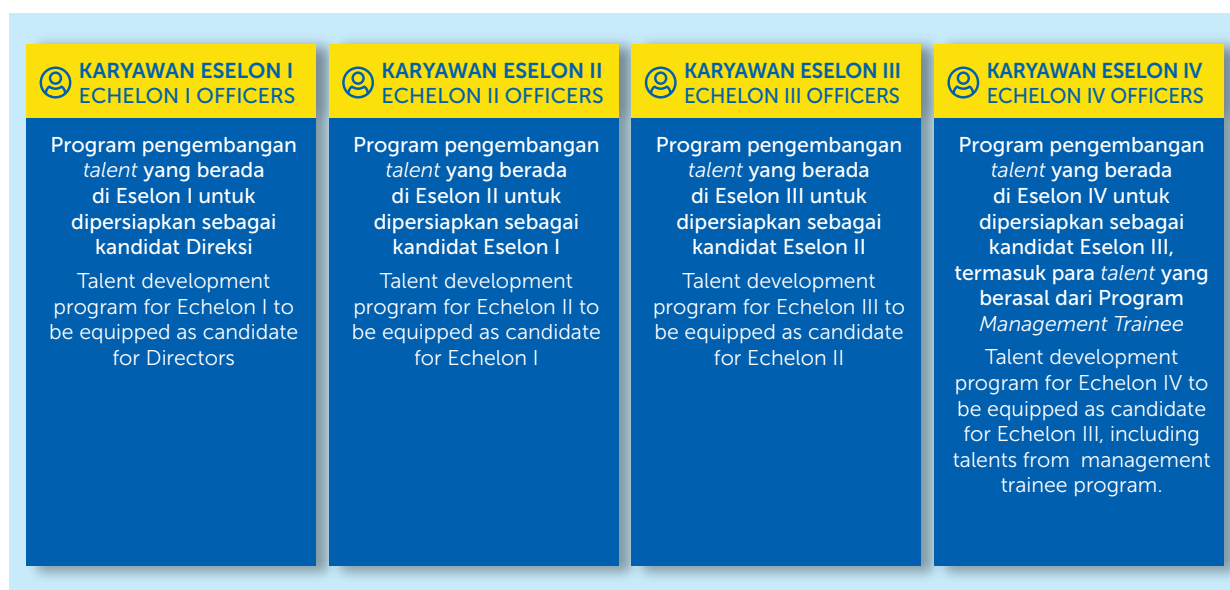 KARYAWAN ESELON I
ECHELON I OFFICERS
Program pengembangan
talent yang berada
di Eselon I untuk
dipersiapkan sebagai
kandidat Direksi
Talent development
program for Echelon I to
be equipped as candidate
for Directors
KARYAWAN ESELON II
ECHELON II OFFICERS
Program pengembangan
talent yang berada
di Eselon II untuk
dipersiapkan sebagai
kandidat Eselon I
Talent development
program for Echelon II to
be equipped as candidate
for Echelon I
KARYAWAN ESELON III
ECHELON III OFFICERS
Program pengembangan
talent yang berada
di Eselon III untuk
dipersiapkan sebagai
kandidat Eselon II
Talent development
program for Echelon III to
be equipped as candidate
for Echelon II
KARYAWAN ESELON IV
ECHELON IV OFFICERS
Program pengembangan
talent yang berada
di Eselon IV untuk
dipersiapkan sebagai
kandidat Eselon III,
termasuk para talent yang
berasal dari Program
Management Trainee
Talent development
program for Echelon IV to
be equipped as candidate
for Echelon III, including
talents from management
trainee program.